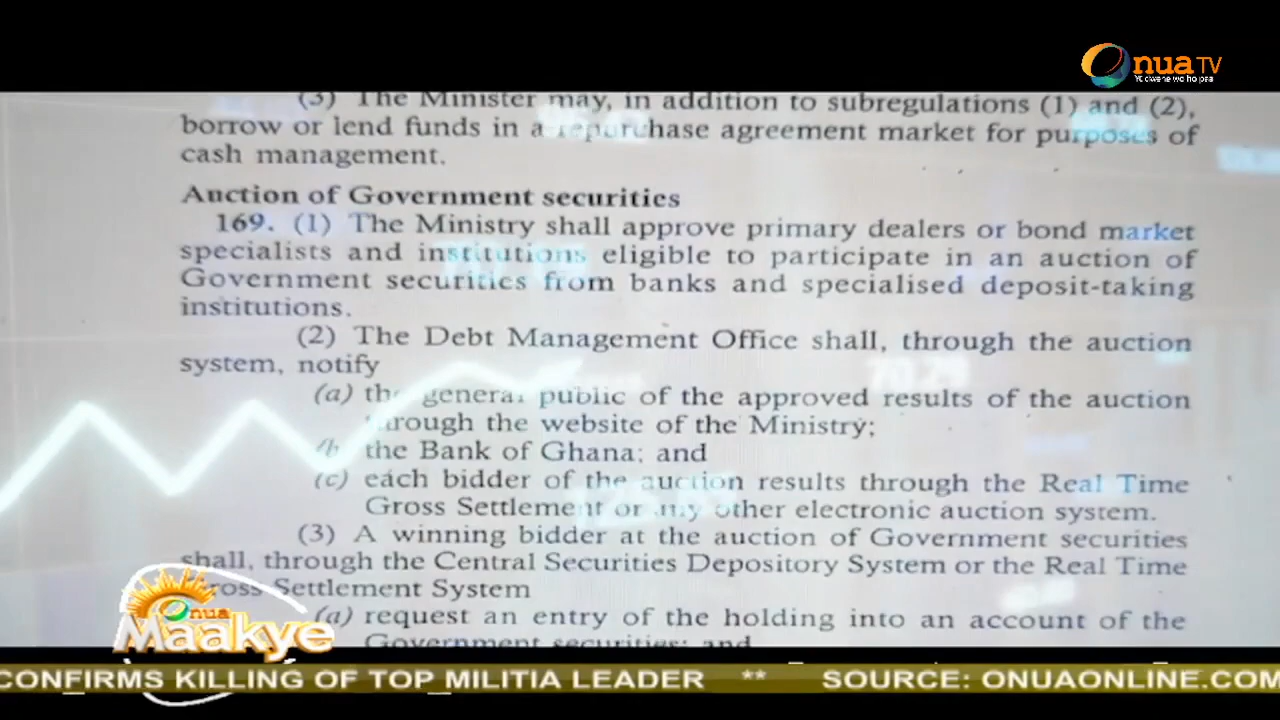 Onua TV
(3) The Minister may, in addition to subregulations (1) and (2),
borrow or lend funds in a repurchase agreement market for purposes of
cash management.
Auction of Government securities
169. (1) The Ministry shall approve primary dealers or bond market
specialists and institutions eligible to participate in an auction of
Government securities from banks and specialised deposit-taking
institutions.
(2) The Debt Management Office shall, through the auction
system, notify
(a) the general public of the approved results of the auction
through the website of the Ministry;
(b the Bank of Ghana; and
(c) each bidder of the auction results through the Real Time
Gross Settlement or any other electronic auction system.
(3) A winning bidder at the auction of Government securities
shall, through the Central Securities Depository System or the Real Time
Gross Settlement System
(a) request an entry of the holding into an account of the
Government securities; and
70.29
Onua
Maakye
CONFIRMS KILLING OF TOP MILITIA LEADER ** SOURCE: ONUAONLINE.COM